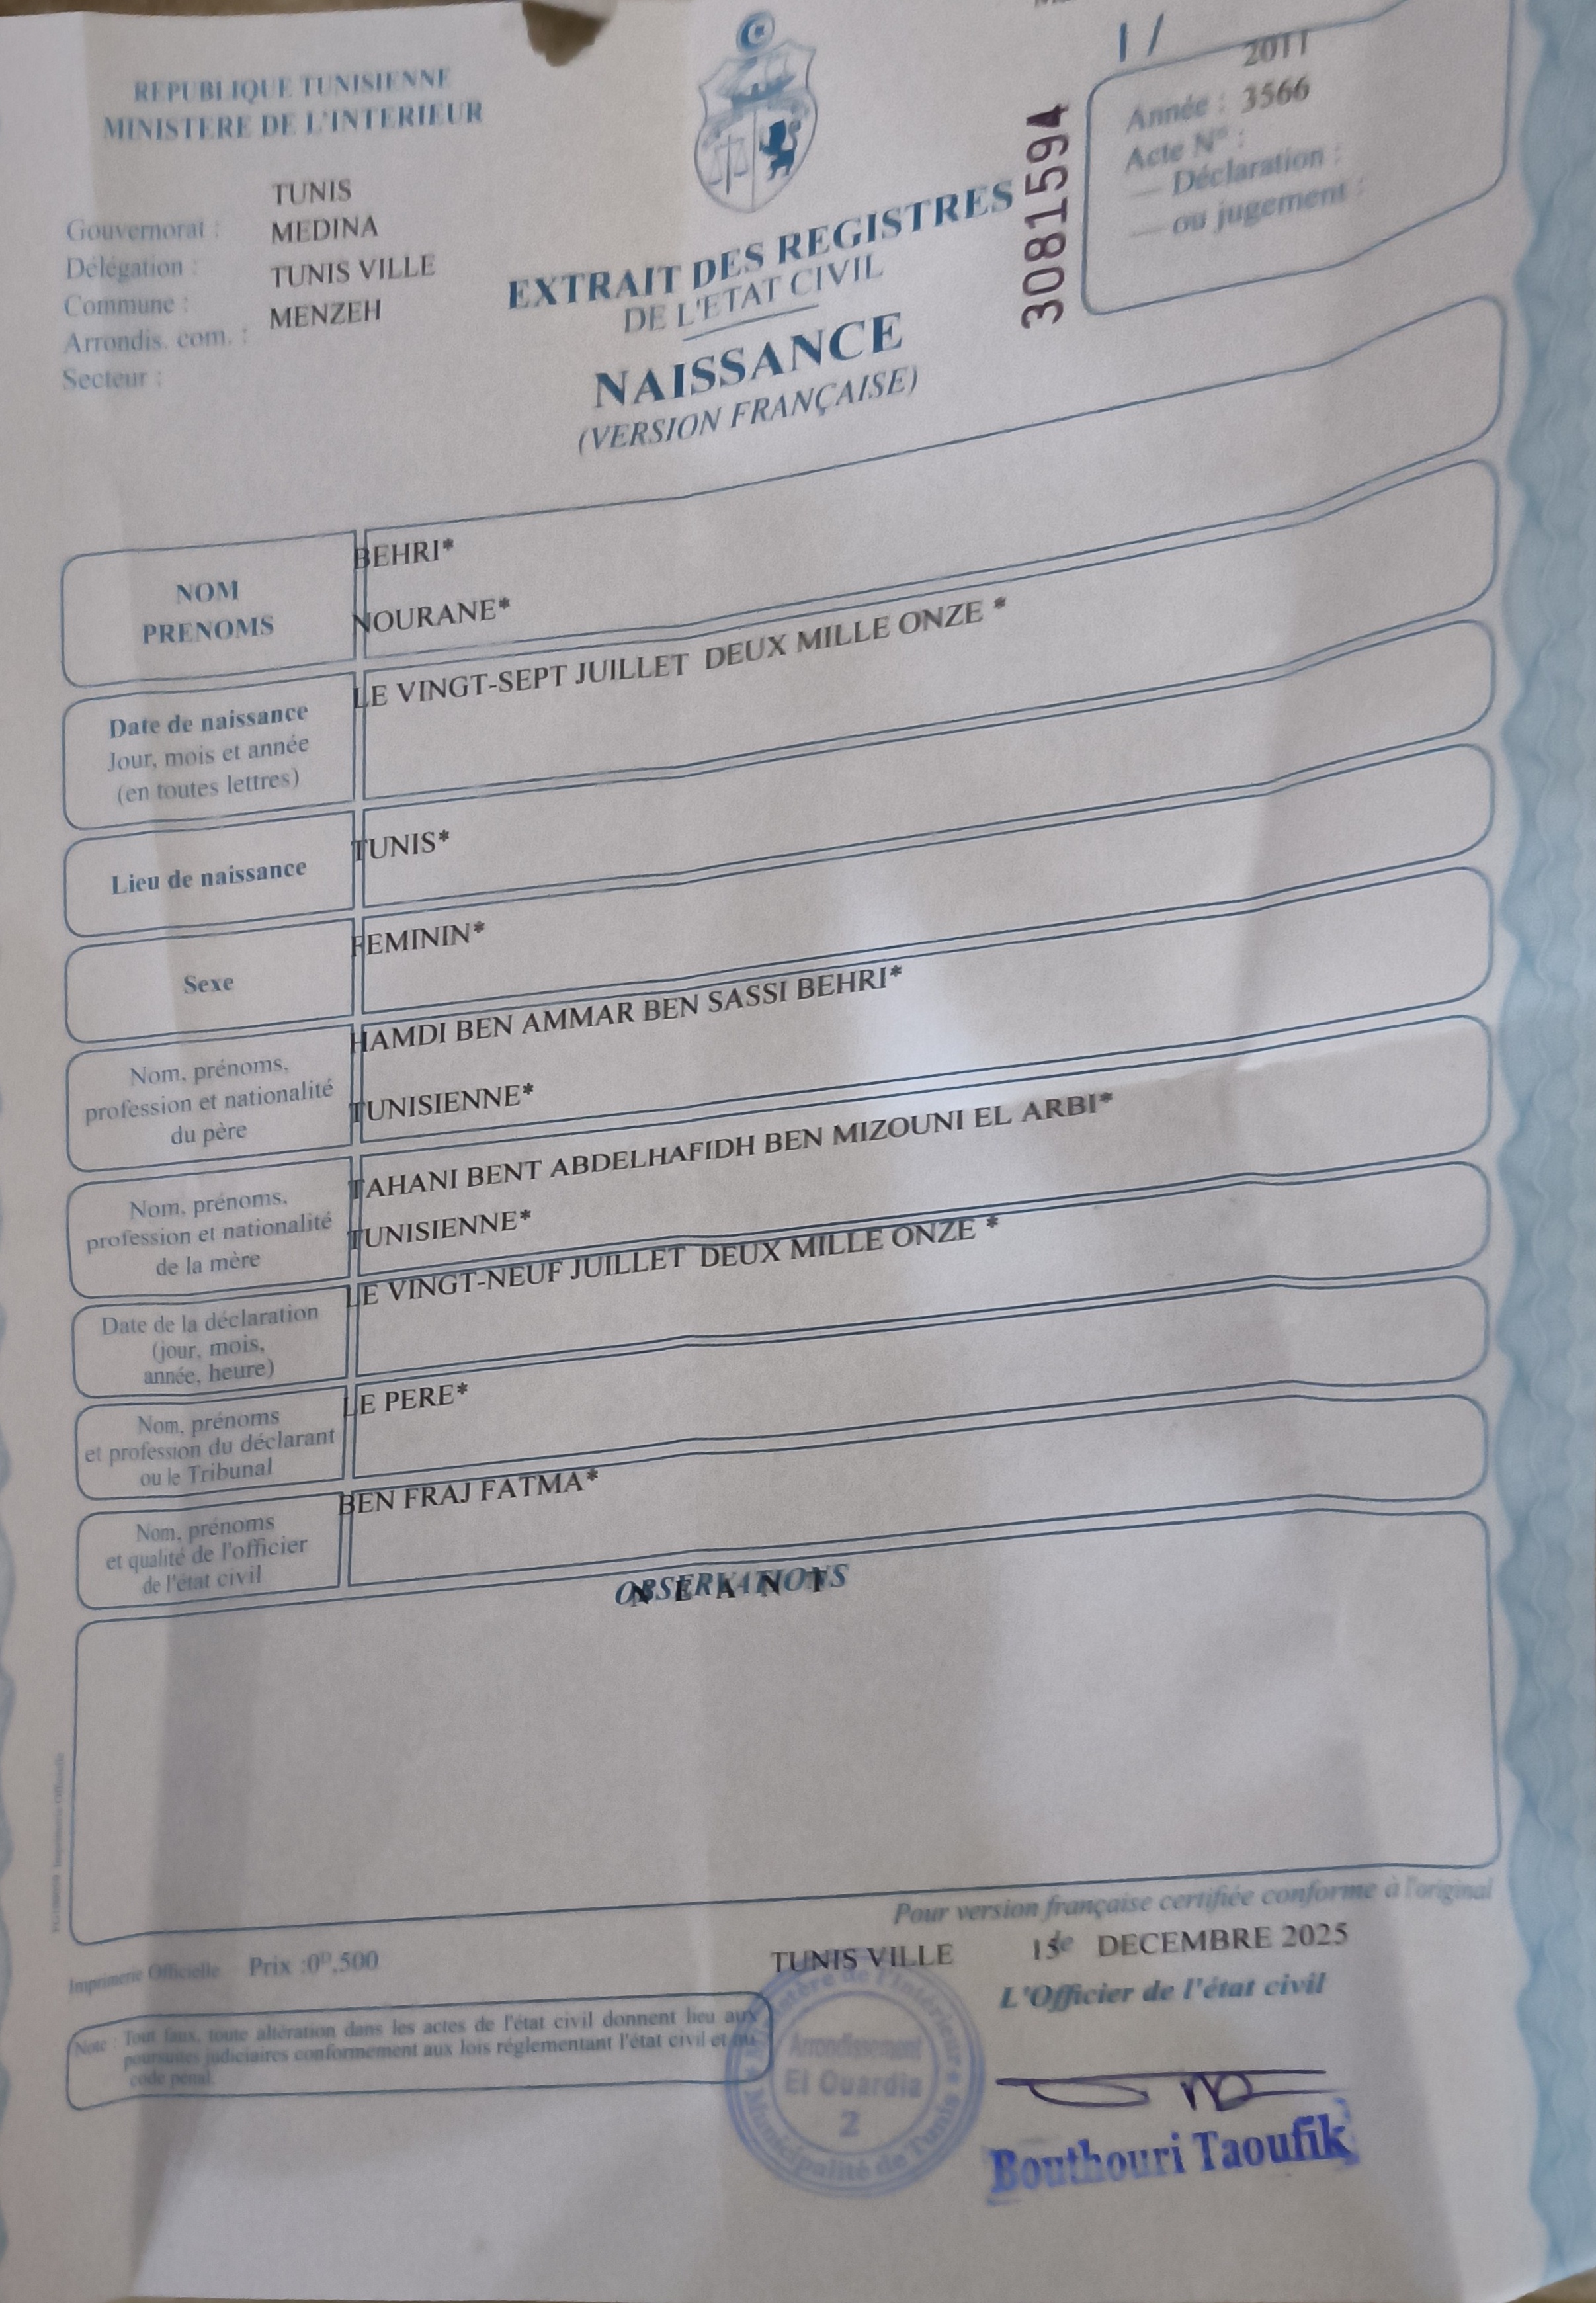 REPUBLIQUE TUNISIENNE
MINISTERE DE L'INTERIEUR
TUNIS
Gouvernorat : MEDINA
Délégation : TUNIS VILLE
Commune : MENZEH
Arrondis. com. :
Secteur :
EXTRAIT DES REGISTRES
DE L'ETAT CIVIL
NAISSANCE
(VERSION FRANÇAISE)
3081594
1 /
2011
Année : 3566
Acte N° :
— Déclaration :
— ou jugement :
NOM
PRENOMS
BEHRI*
NOURANE*
Date de naissance
Jour, mois et année
(en toutes lettres)
LE VINGT-SEPT JUILLET DEUX MILLE ONZE *
Lieu de naissance
TUNIS*
Sexe
FEMININ*
Nom, prénoms,
profession et nationalité
du père
HAMDI BEN AMMAR BEN SASSI BEHRI*
TUNISIENNE*
Nom, prénoms,
profession et nationalité
de la mère
TAHANI BENT ABDELHAFIDH BEN MIZOUNI EL ARBI*
TUNISIENNE*
Date de la déclaration
(jour, mois,
année, heure)
LE VINGT-NEUF JUILLET DEUX MILLE ONZE *
Nom, prénoms
et profession du déclarant
ou le Tribunal
LE PERE*
Nom, prénoms
et qualité de l'officier
de l'état civil
BEN FRAJ FATMA*
OBSERVATIONS
N E A N T
Pour version française certifiée conforme à l'original
TUNIS VILLE le 15 DECEMBRE 2025
L'Officier de l'état civil
Imprimerie Officielle Prix :0D,500
Note : Tout faux, toute altération dans les actes de l'état civil donnent lieu aux
poursuites judiciaires conformement aux lois réglementant l'état civil et au
code pénal.
Ministère de l'Intérieur
Arrondissement
El Ouardia
2
Municipalité de Tunis
Bouthouri Taoufik